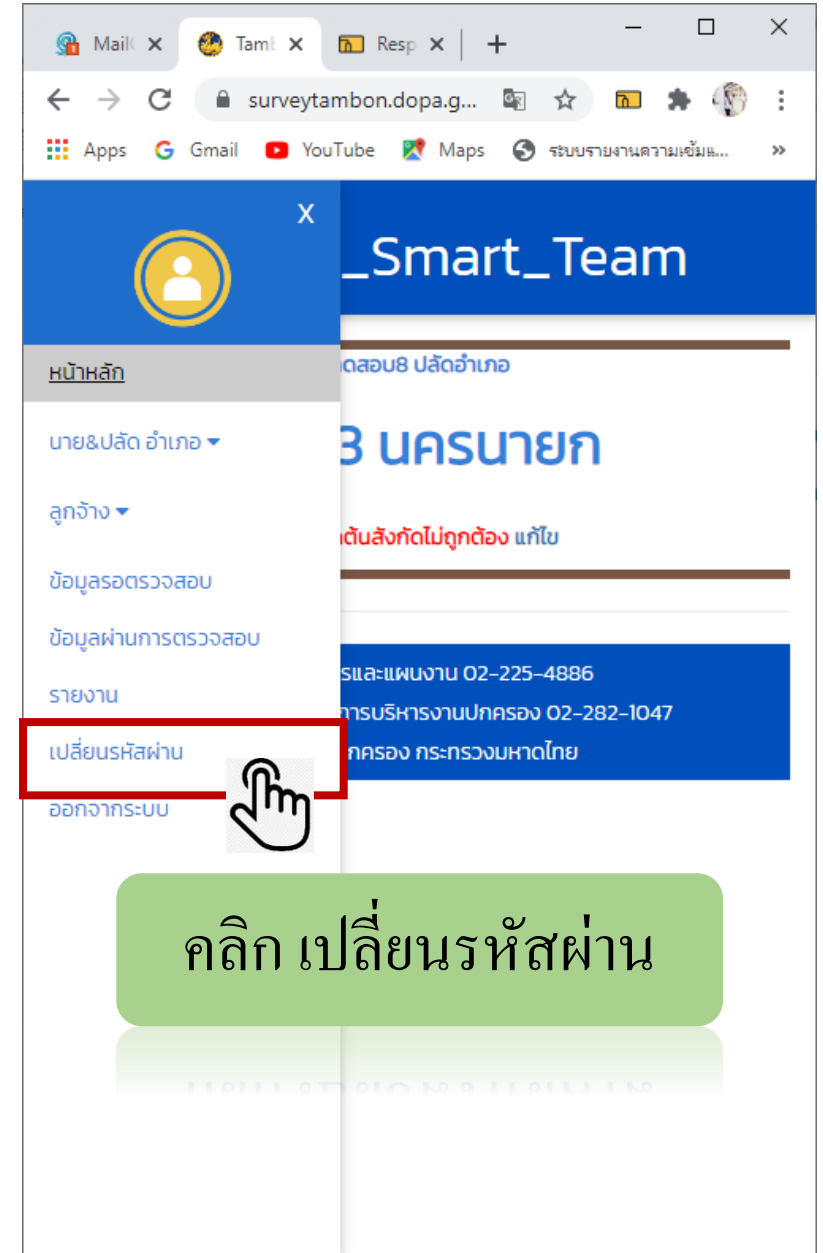 Mail
Tam
Resp
surveytambon.dopa.g...
Apps
Gmail
YouTube
Maps
ระบบรายงานความเข้มแ...
X
_Smart_Team
หน้าหลัก
ดสอบ8 ปลัดอำเภอ
นาย&ปลัด อำเภอ
3 นครนายก
ลูกจ้าง
ต้นสังกัดไม่ถูกต้อง แก้ไข
ข้อมูลรอตรวจสอบ
ข้อมูลผ่านการตรวจสอบ
รและแผนงาน 02-225-4886
รายงาน
ารบริหารงานปกครอง 02-282-1047
เปลี่ยนรหัสผ่าน
กครอง กระทรวงมหาดไทย
ออกจากระบบ
คลิก เปลี่ยนรหัสผ่าน